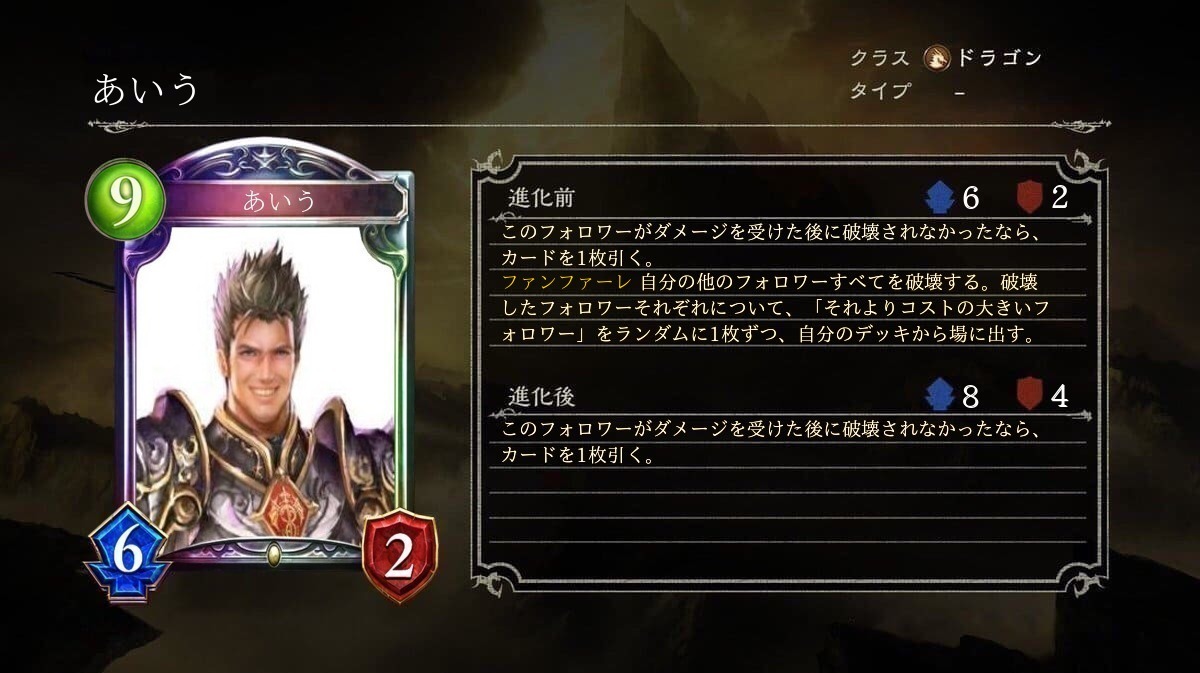 クラス ドラゴン
タイプ –
あいう
9
あいう
6
2
進化前 6 2
このフォロワーがダメージを受けた後に破壊されなかったなら、
カードを1枚引く。
ファンファーレ 自分の他のフォロワーすべてを破壊する。破壊
したフォロワーそれぞれについて、「それよりコストの大きいフ
ォロワー」をランダムに1枚ずつ、自分のデッキから場に出す。
進化後 8 4
このフォロワーがダメージを受けた後に破壊されなかったなら、
カードを1枚引く。